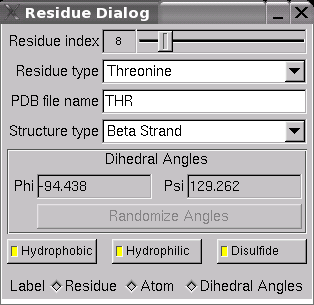 Residue Dialog
Residue index 8
Residue type Threonine
PDB file name THR
Structure type Beta Strand
Dihedral Angles
Phi -94.438 Psi 129.262
Randomize Angles
Hydrophobic Hydrophilic Disulfide
Label Residue Atom Dihedral Angles